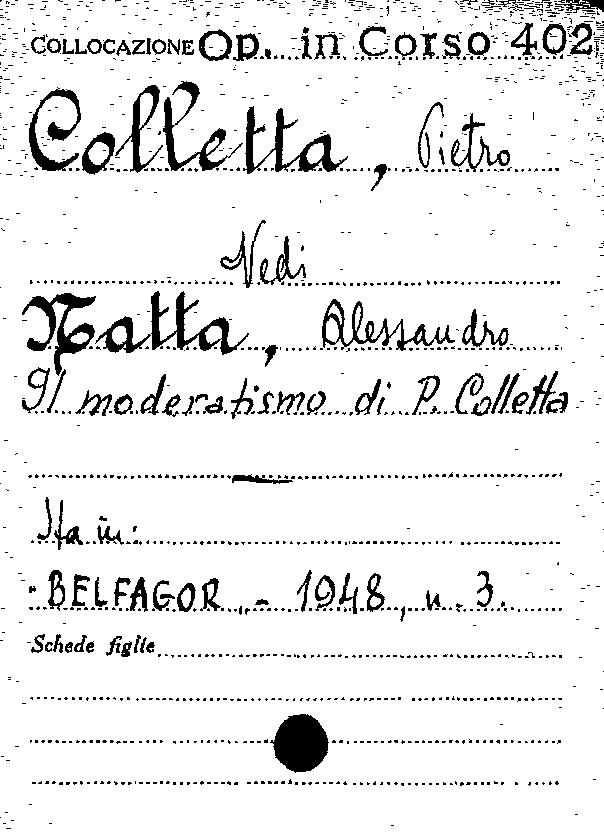 COLLOCAZIONE Op. in Corso 402
Colletta, Pietro
Vedi
Natta, Alessandro
Il moderatismo di P. Colletta
Sta in:
BELFAGOR, - 1948, n. 3.
Schede figlie